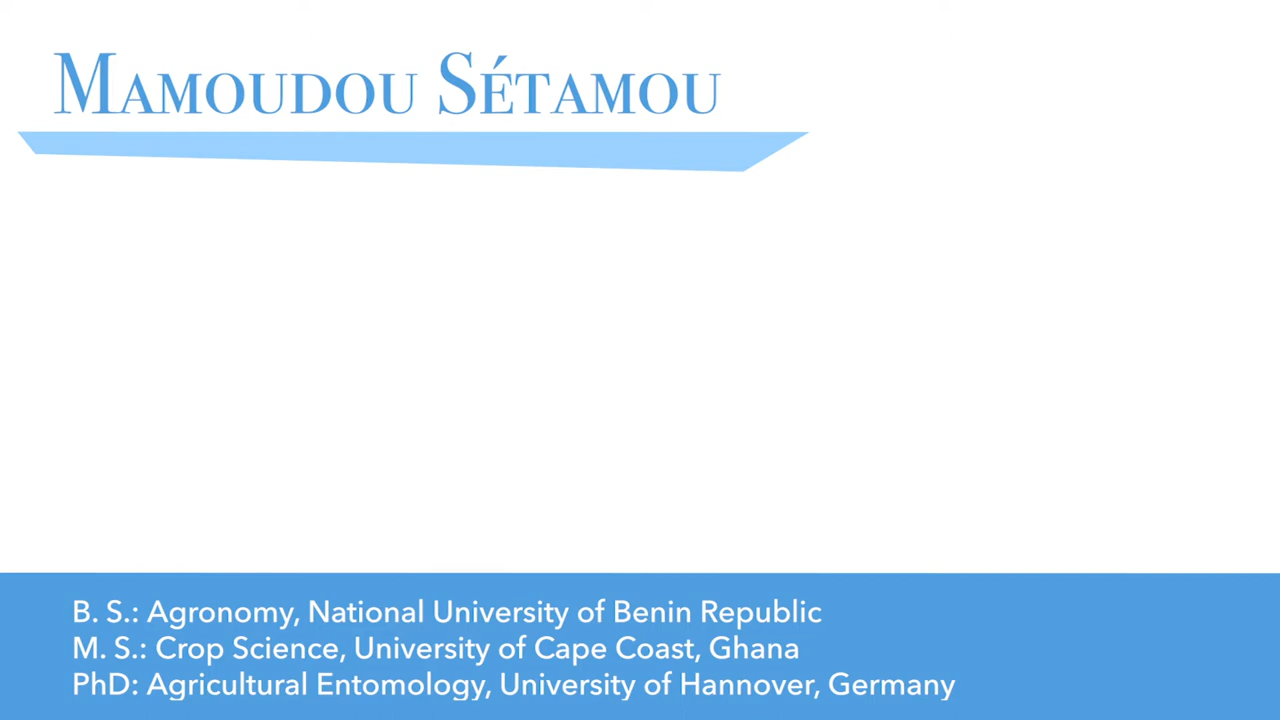 Mamoudou Sétamou
B. S.: Agronomy, National University of Benin Republic
M. S.: Crop Science, University of Cape Coast, Ghana
PhD: Agricultural Entomology, University of Hannover, Germany